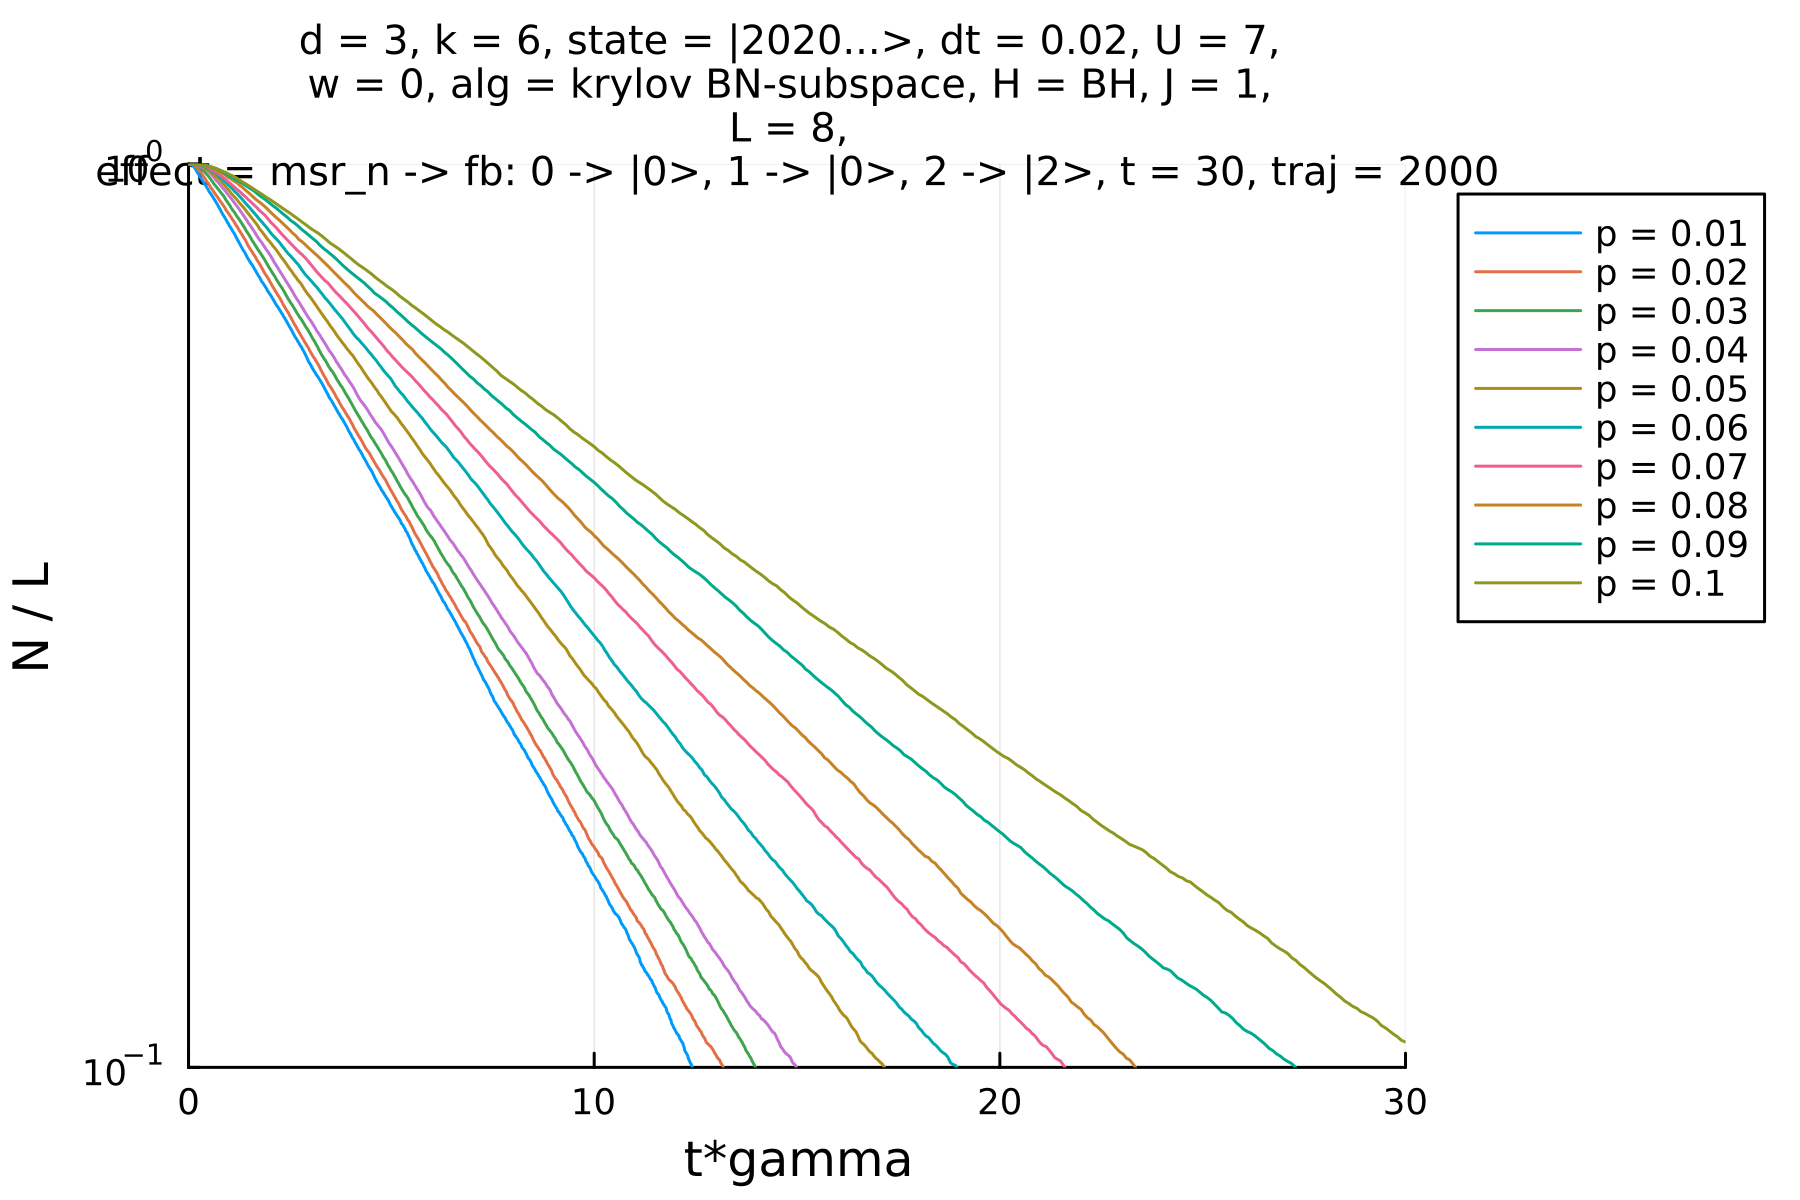 d = 3, k = 6, state = |2020...>, dt = 0.02, U = 7,
w = 0, alg = krylov BN-subspace, H = BH, J = 1,
L = 8,
effect = msr_n -> fb: 0 -> |0>, 1 -> |0>, 2 -> |2>, t = 30, traj = 2000
10⁰
p = 0.01
p = 0.02
p = 0.03
p = 0.04
p = 0.05
p = 0.06
p = 0.07
p = 0.08
p = 0.09
p = 0.1
N / L
10⁻¹
0 10 20 30
t*gamma